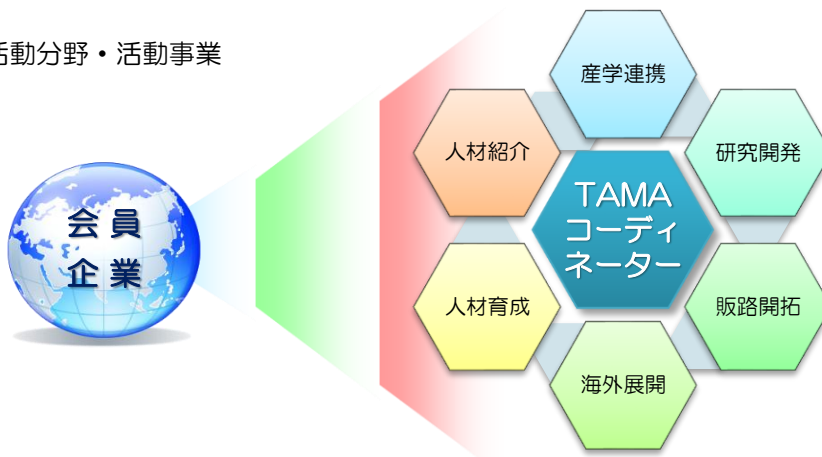 活動分野・活動事業
産学連携
人材紹介
研究開発
会員
企業
TAMA
コーディ
ネーター
人材育成
販路開拓
海外展開